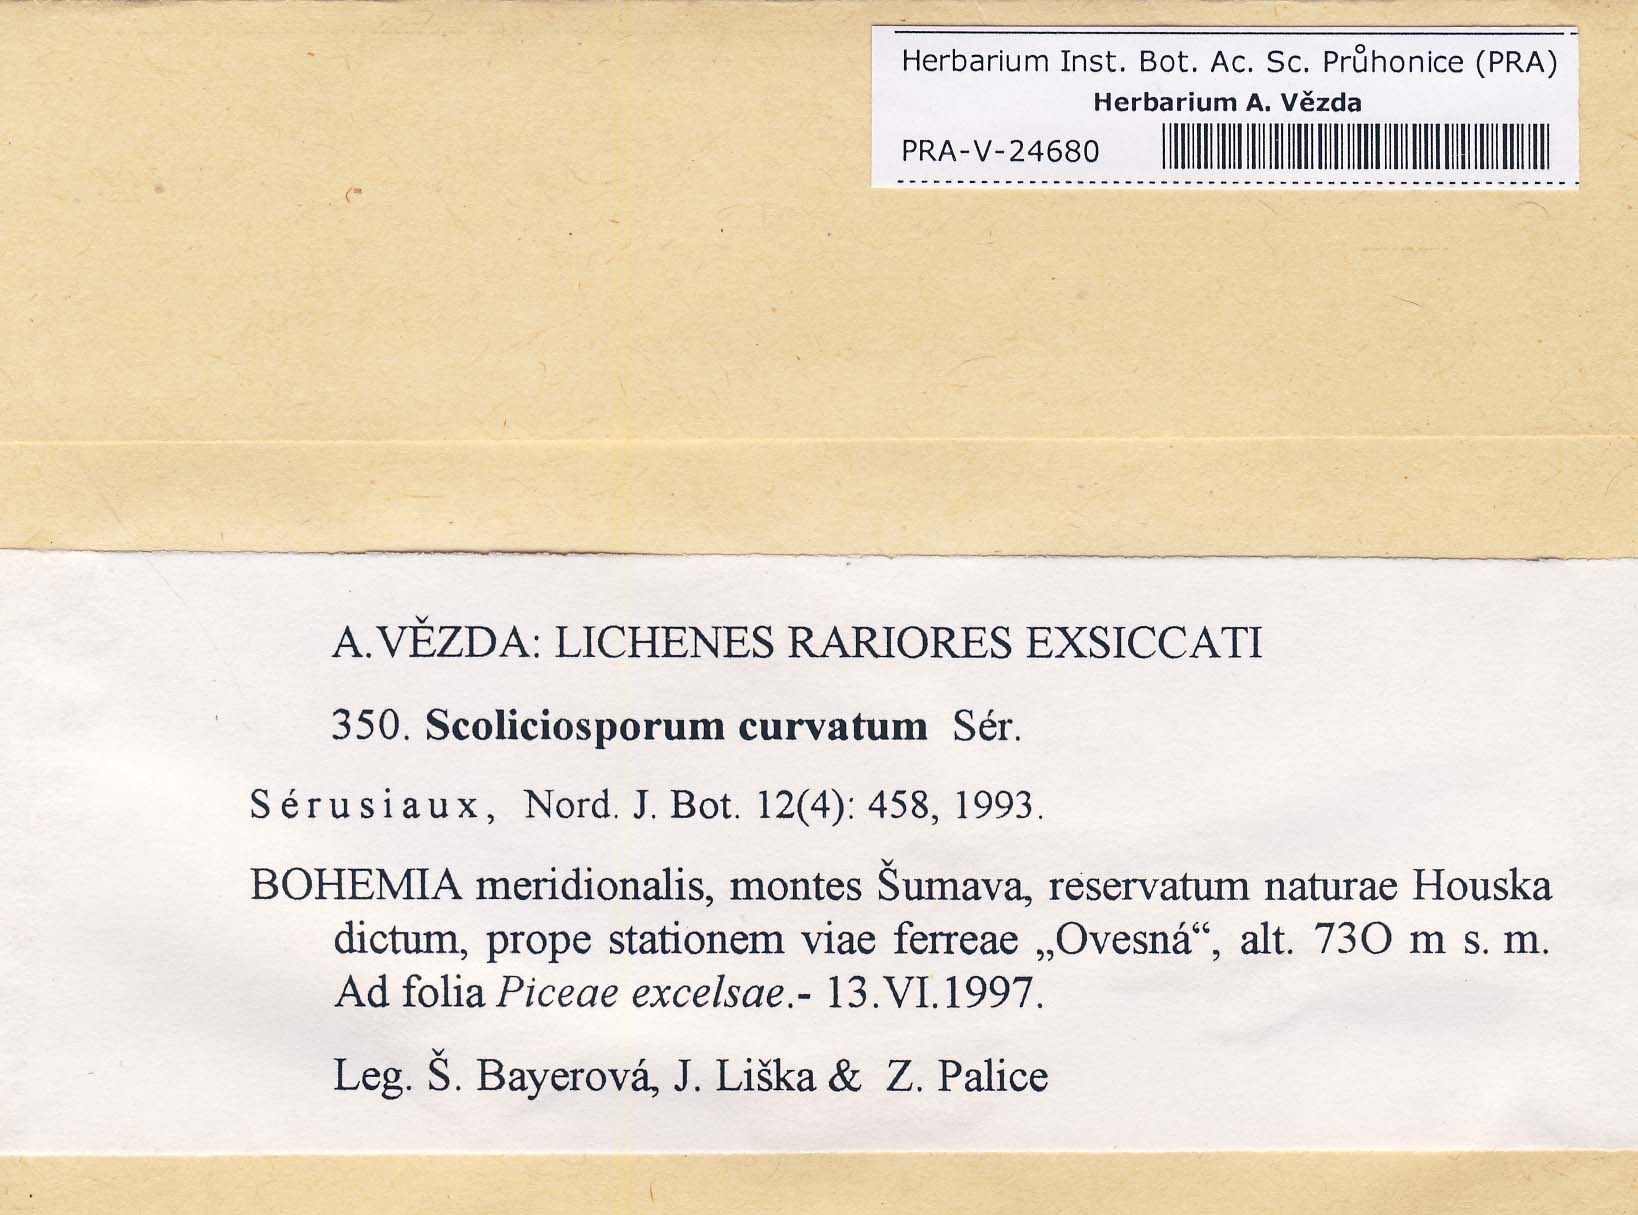 Herbarium Inst. Bot. Ac. Sc. Průhonice (PRA)
Herbarium A. Vězda
PRA-V-24680
A. VĚZDA: LICHENES RARIORES EXSICCATI
350. Scoliciosporum curvatum Sér.
Sérusiaux, Nord. J. Bot. 12(4): 458, 1993.
BOHEMIA meridionalis, montes Šumava, reservatum naturae Houska
dictum, prope stationem viae ferreae „Ovesná“, alt. 73O m s. m.
Ad folia Piceae excelsae.- 13.VI.1997.
Leg. Š. Bayerová, J. Liška & Z. Palice